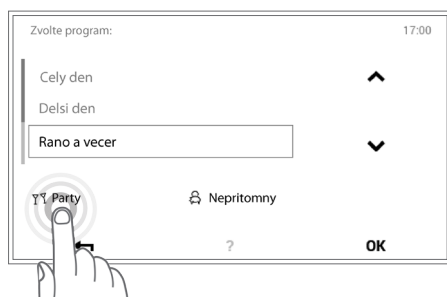 Zvolte program: 17:00
Cely den
Delsi den
Rano a vecer
Party Nepritomny
? OK